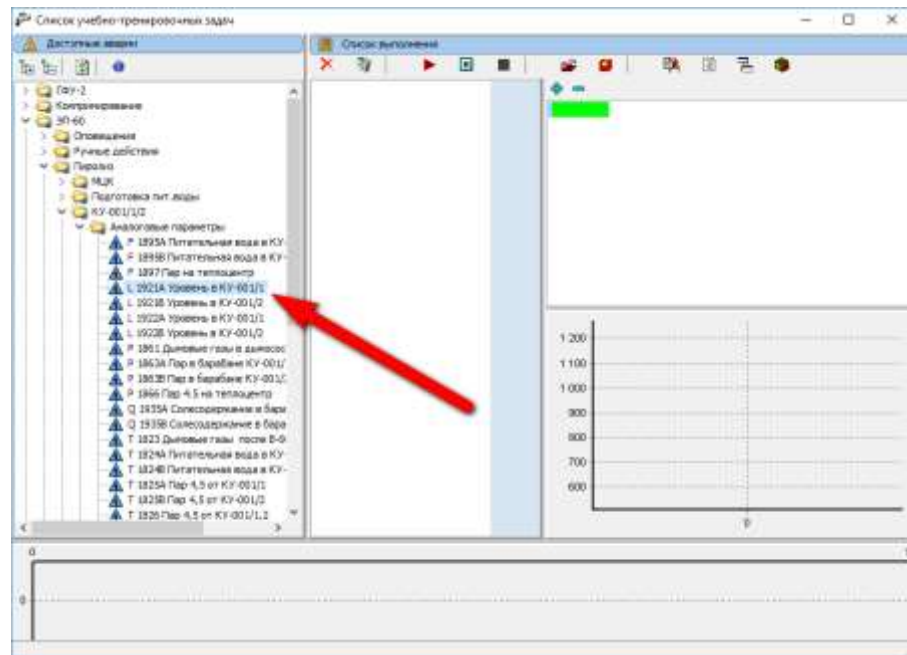 Список учебно-тренировочных задач
Доступные аварии
Список выполнения
ГФУ-2
Компримирование
ЭП-60
Оповещения
Ручные действия
Пиролиз
МЦК
Подготовка пит.воды
КУ-001/1/2
Аналоговые параметры
F 1895A Питательная вода в КУ-
F 1895B Питательная вода в КУ-
F 1897 Пар на теплоцентр
L 1921A Уровень в КУ-001/1
L 1921B Уровень в КУ-001/2
L 1922A Уровень в КУ-001/1
L 1922B Уровень в КУ-001/2
P 1861 Дымовые газы в дымосос
P 1863A Пар в барабане КУ-001/
P 1863B Пар в барабане КУ-001/
P 1866 Пар 4.5 на теплоцентр
Q 1935A Солесодержание в бара
Q 1935B Солесодержание в бара
T 1823 Дымовые газы после
T 1824A Питательная вода в КУ-
T 1824B Питательная вода в КУ-
T 1825A Пар 4,5 от КУ-001/1
T 1825B Пар 4,5 от КУ-001/2
T 1826 Пар 4,5 от КУ-001/1,2
1 200
1 100
1 000
900
800
700
600
0
0
0